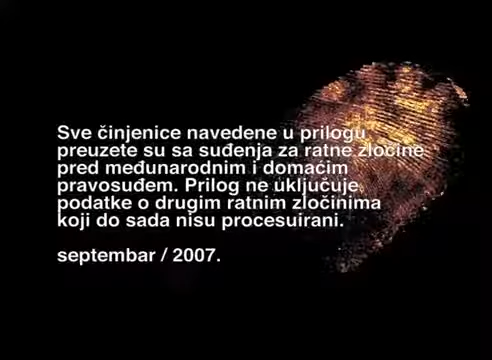 Sve činjenice navedene u prilogu
preuzete su sa suđenja za ratne zločine
pred međunarodnim i domaćim
pravosuđem. Prilog ne uključuje
podatke o drugim ratnim zločinima
koji do sada nisu procesuirani.
septembar / 2007.